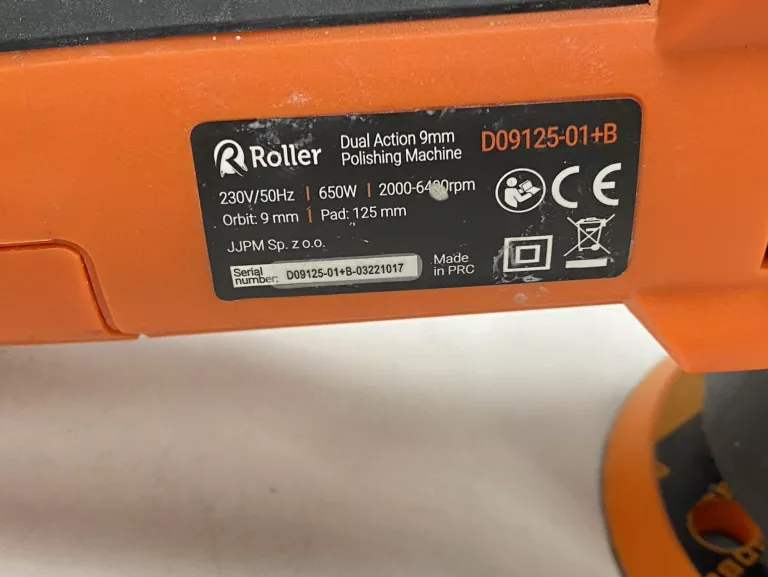 Roller
Dual Action 9mm
Polishing Machine
D09125-01+B
230V/50Hz | 650W | 2000-6400rpm
Orbit: 9 mm | Pad: 125 mm
JJPM Sp. z o.o.
Serial
number:
D09125-01+B-03221017
Made
in PRC
CE